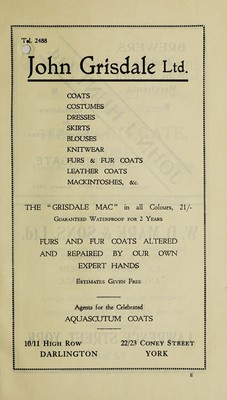 Tel. 2488
John Grisdale Ltd.
COATS
COSTUMES
DRESSES
SKIRTS
BLOUSES
KNITWEAR
FURS & FUR COATS
LEATHER COATS
MACKINTOSHES, &c.
THE "GRISDALE MAC" in all Colours, 21/-
GUARANTEED WATERPROOF FOR 2 YEARS
FURS AND FUR COATS ALTERED
AND REPAIRED BY OUR OWN
EXPERT HANDS
ESTIMATES GIVEN FREE
Agents for the Celebrated
AQUASCUTUM COATS
10/11 HIGH ROW 22/23 CONEY STREET
DARLINGTON YORK
E